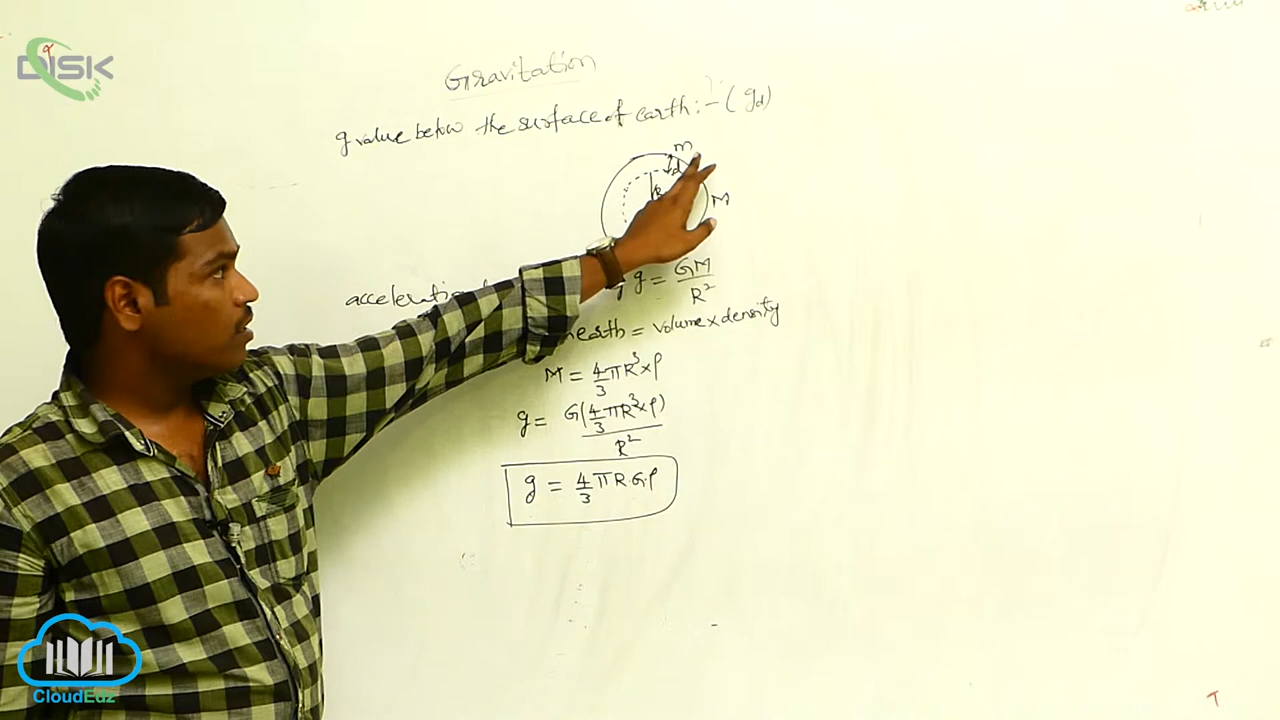 DISK
Gravitation
g value below the surface of earth :- (gd)
m
d
R
M
g = GM/R²
earth = volume × density
M = 4/3 πR³ × ρ
g = G(4/3 πR³ × ρ)/R²
g = 4/3 πR.G.ρ
CloudEdz